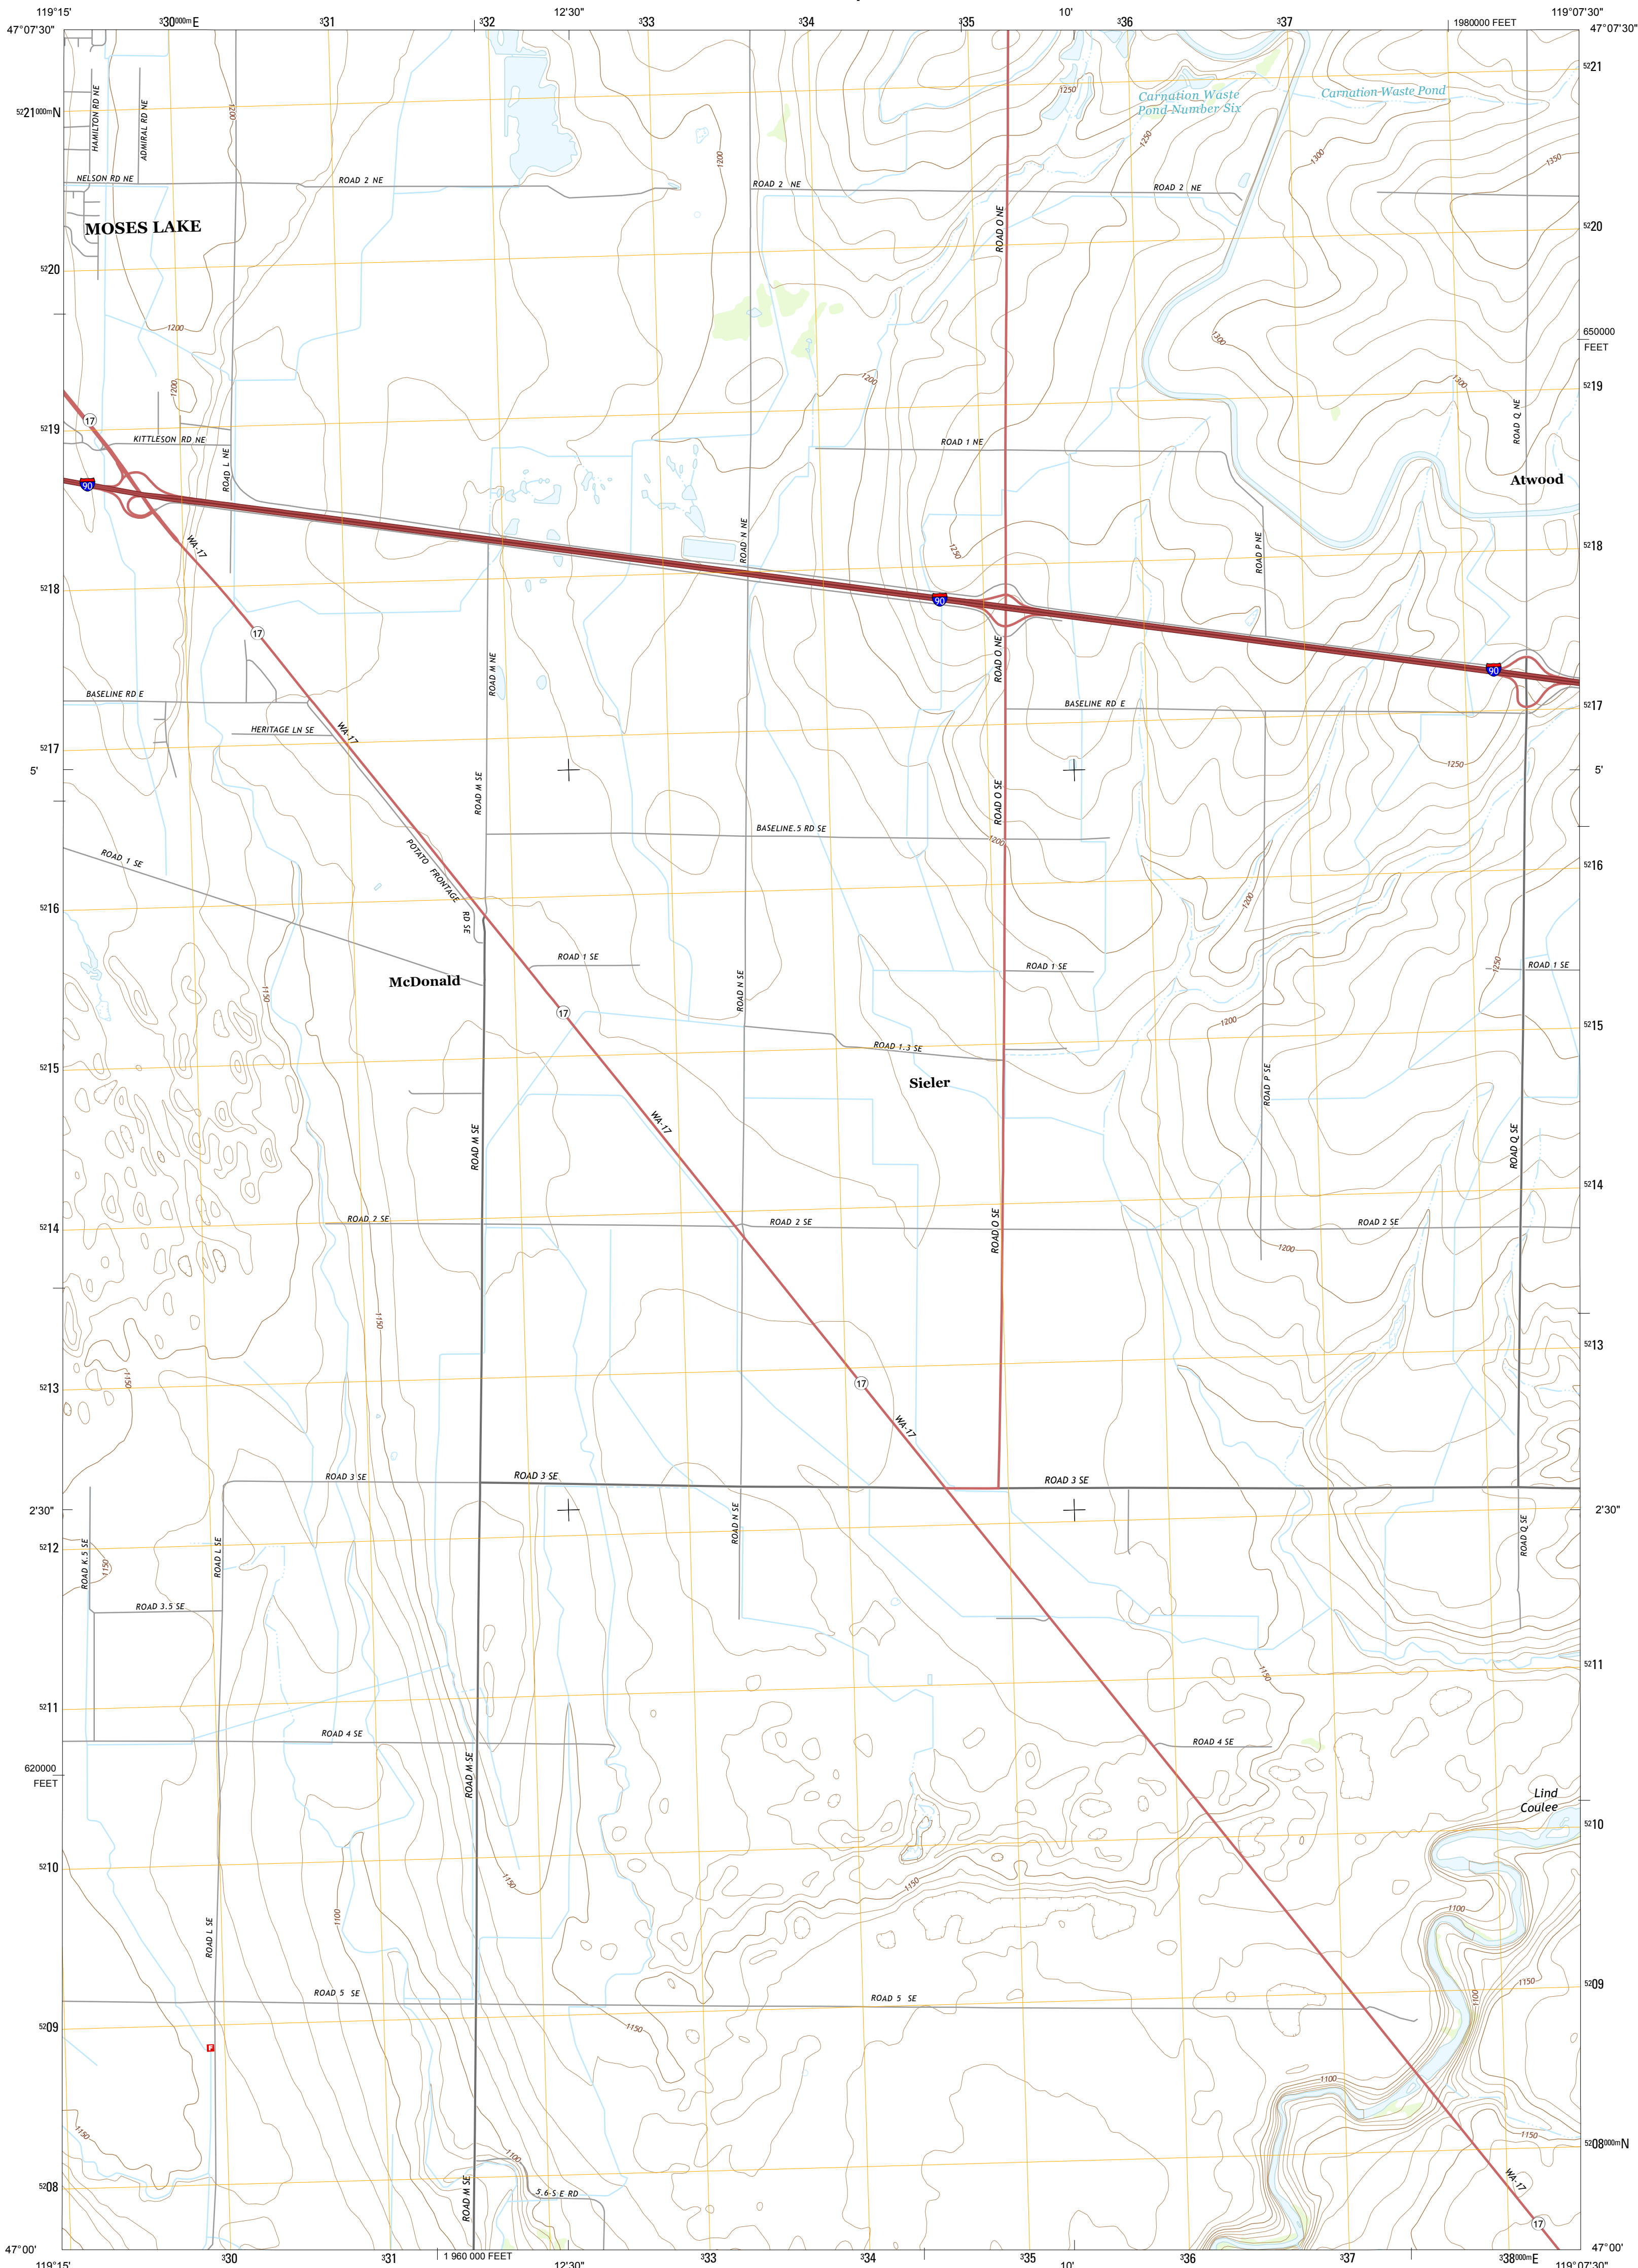 119°15'
330000mE
331
332
12'30"
333
334
335
10'
336
337
1980000 FEET
119°07'30"
47°07'30"
47°07'30"
HAMILTON RD NE
ADMIRAL RD NE
1200
1200
1250
Carnation Waste
Pond Number Six
Carnation Waste Pond
5221
5221000mN
1250
1300
1350
NELSON RD NE
ROAD 2 NE
ROAD 2 NE
ROAD 2 NE
MOSES LAKE
ROAD O NE
5220
5220
1200
1300
650000
FEET
1200
1200
1300
5219
17
5219
KITTLESON RD NE
ROAD L NE
ROAD 1 NE
ROAD Q NE
90
Atwood
WA-17
ROAD N NE
1250
ROAD P NE
5218
5218
90
17
ROAD M NE
ROAD O NE
90
BASELINE RD E
BASELINE RD E
5217
HERITAGE LN SE
WA-17
5217
5'
1250
5'
ROAD M SE
ROAD O SE
BASELINE.5 RD SE
1200
ROAD 1 SE
POTATO FRONTAGE
RD SE
5216
5216
1200
ROAD 1 SE
ROAD 1 SE
1250
ROAD 1 SE
McDonald
1150
ROAD N SE
17
1200
5215
ROAD 1.3 SE
5215
Sieler
ROAD P SE
WA-17
ROAD M SE
ROAD Q SE
5214
5214
ROAD 2 SE
ROAD 2 SE
ROAD O SE
ROAD 2 SE
1200
1150
5213
1150
5213
17
WA-17
ROAD 3 SE
ROAD 3 SE
ROAD 3 SE
2'30"
2'30"
ROAD N SE
ROAD Q SE
5212
5212
ROAD K.5 SE
1150
ROAD L SE
ROAD 3.5 SE
5211
1150
5211
ROAD 4 SE
ROAD 4 SE
620000
FEET
ROAD M SE
Lind
Coulee
5210
5210
1150
1150
1100
1100
ROAD L SE
5209
1150
1100
ROAD 5 SE
ROAD 5 SE
5209
1150
F
1100
1150
1150
5208000mN
1100
WA-17
5208
ROAD M SE
5.6 S E RD
17
47°00'
47°00'
119°15'
330
331
1 960 000 FEET
12'30"
333
334
335
10'
336
337
338000mE
119°07'30"